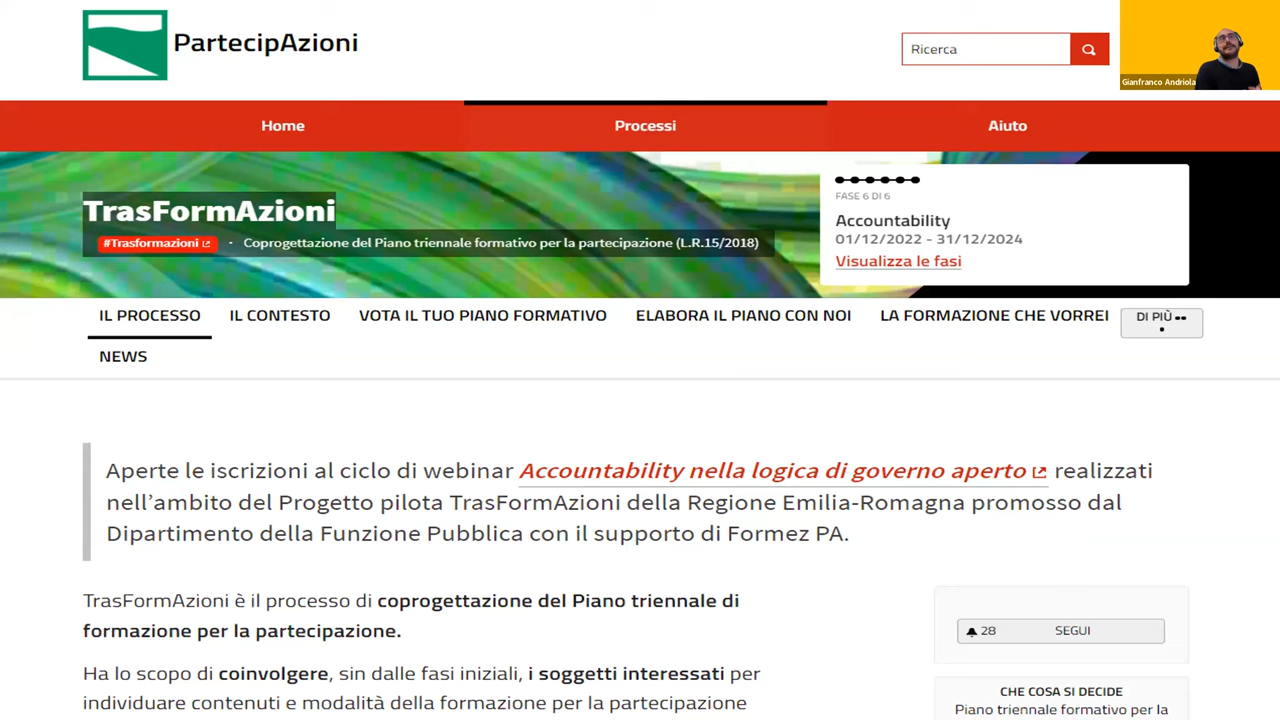 PartecipAzioni
Ricerca
Gianfranco Andriola
Home
Processi
Aiuto
TrasFormAzioni
#Trasformazioni · Coprogettazione del Piano triennale formativo per la partecipazione (L.R.15/2018)
FASE 6 DI 6
Accountability
01/12/2022 - 31/12/2024
Visualizza le fasi
IL PROCESSO
IL CONTESTO
VOTA IL TUO PIANO FORMATIVO
ELABORA IL PIANO CON NOI
LA FORMAZIONE CHE VORREI
DI PIÙ
NEWS
Aperte le iscrizioni al ciclo di webinar Accountability nella logica di governo aperto realizzati
nell'ambito del Progetto pilota TrasFormAzioni della Regione Emilia-Romagna promosso dal
Dipartimento della Funzione Pubblica con il supporto di Formez PA.
TrasFormAzioni è il processo di coprogettazione del Piano triennale di
formazione per la partecipazione.
Ha lo scopo di coinvolgere, sin dalle fasi iniziali, i soggetti interessati per
individuare contenuti e modalità della formazione per la partecipazione
28 SEGUI
CHE COSA SI DECIDE
Piano triennale formativo per la